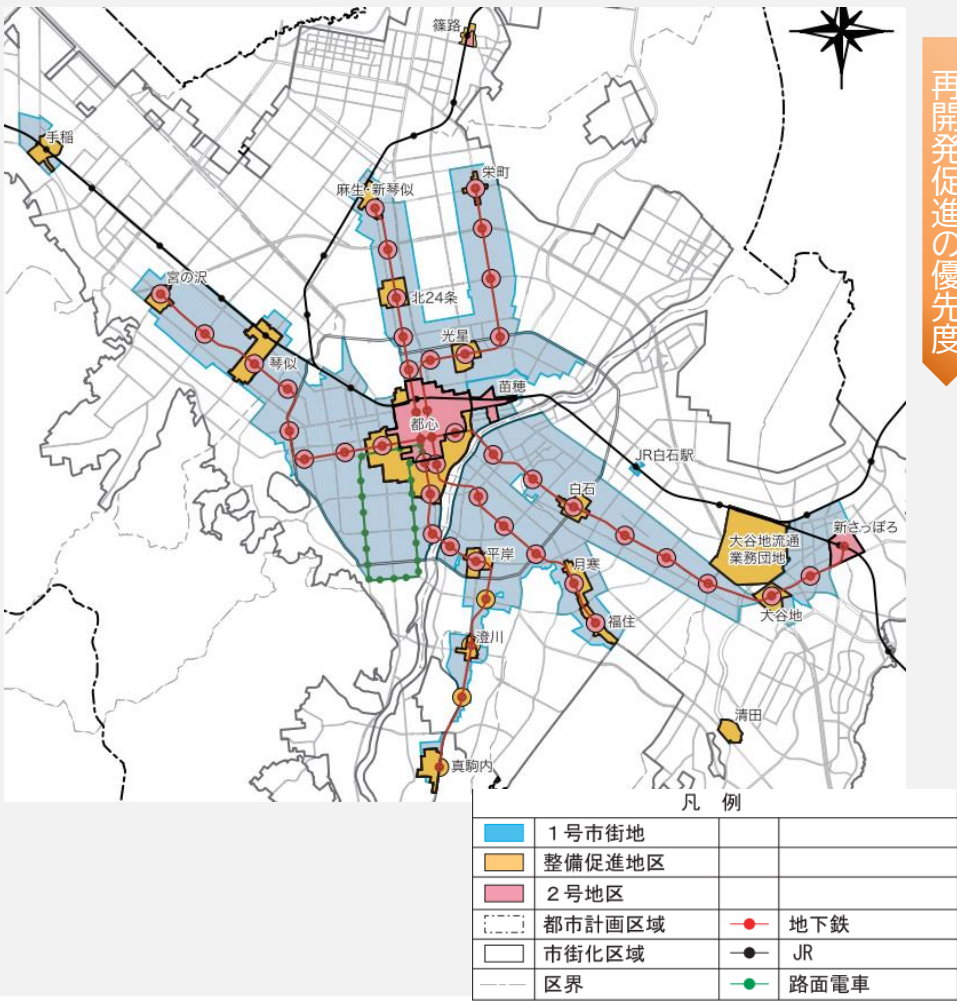 篠路
手稲
栄町
麻生・新琴似
宮の沢
北24条
光星
琴似
苗穂
都心
JR白石駅
白石
新さっぽろ
大谷地流通
業務団地
平岸
月寒
大谷地
福住
澄川
清田
真駒内
再開発促進の優先度
凡 例
1号市街地
整備促進地区
2号地区
都市計画区域
地下鉄
市街化区域
JR
区界
路面電車